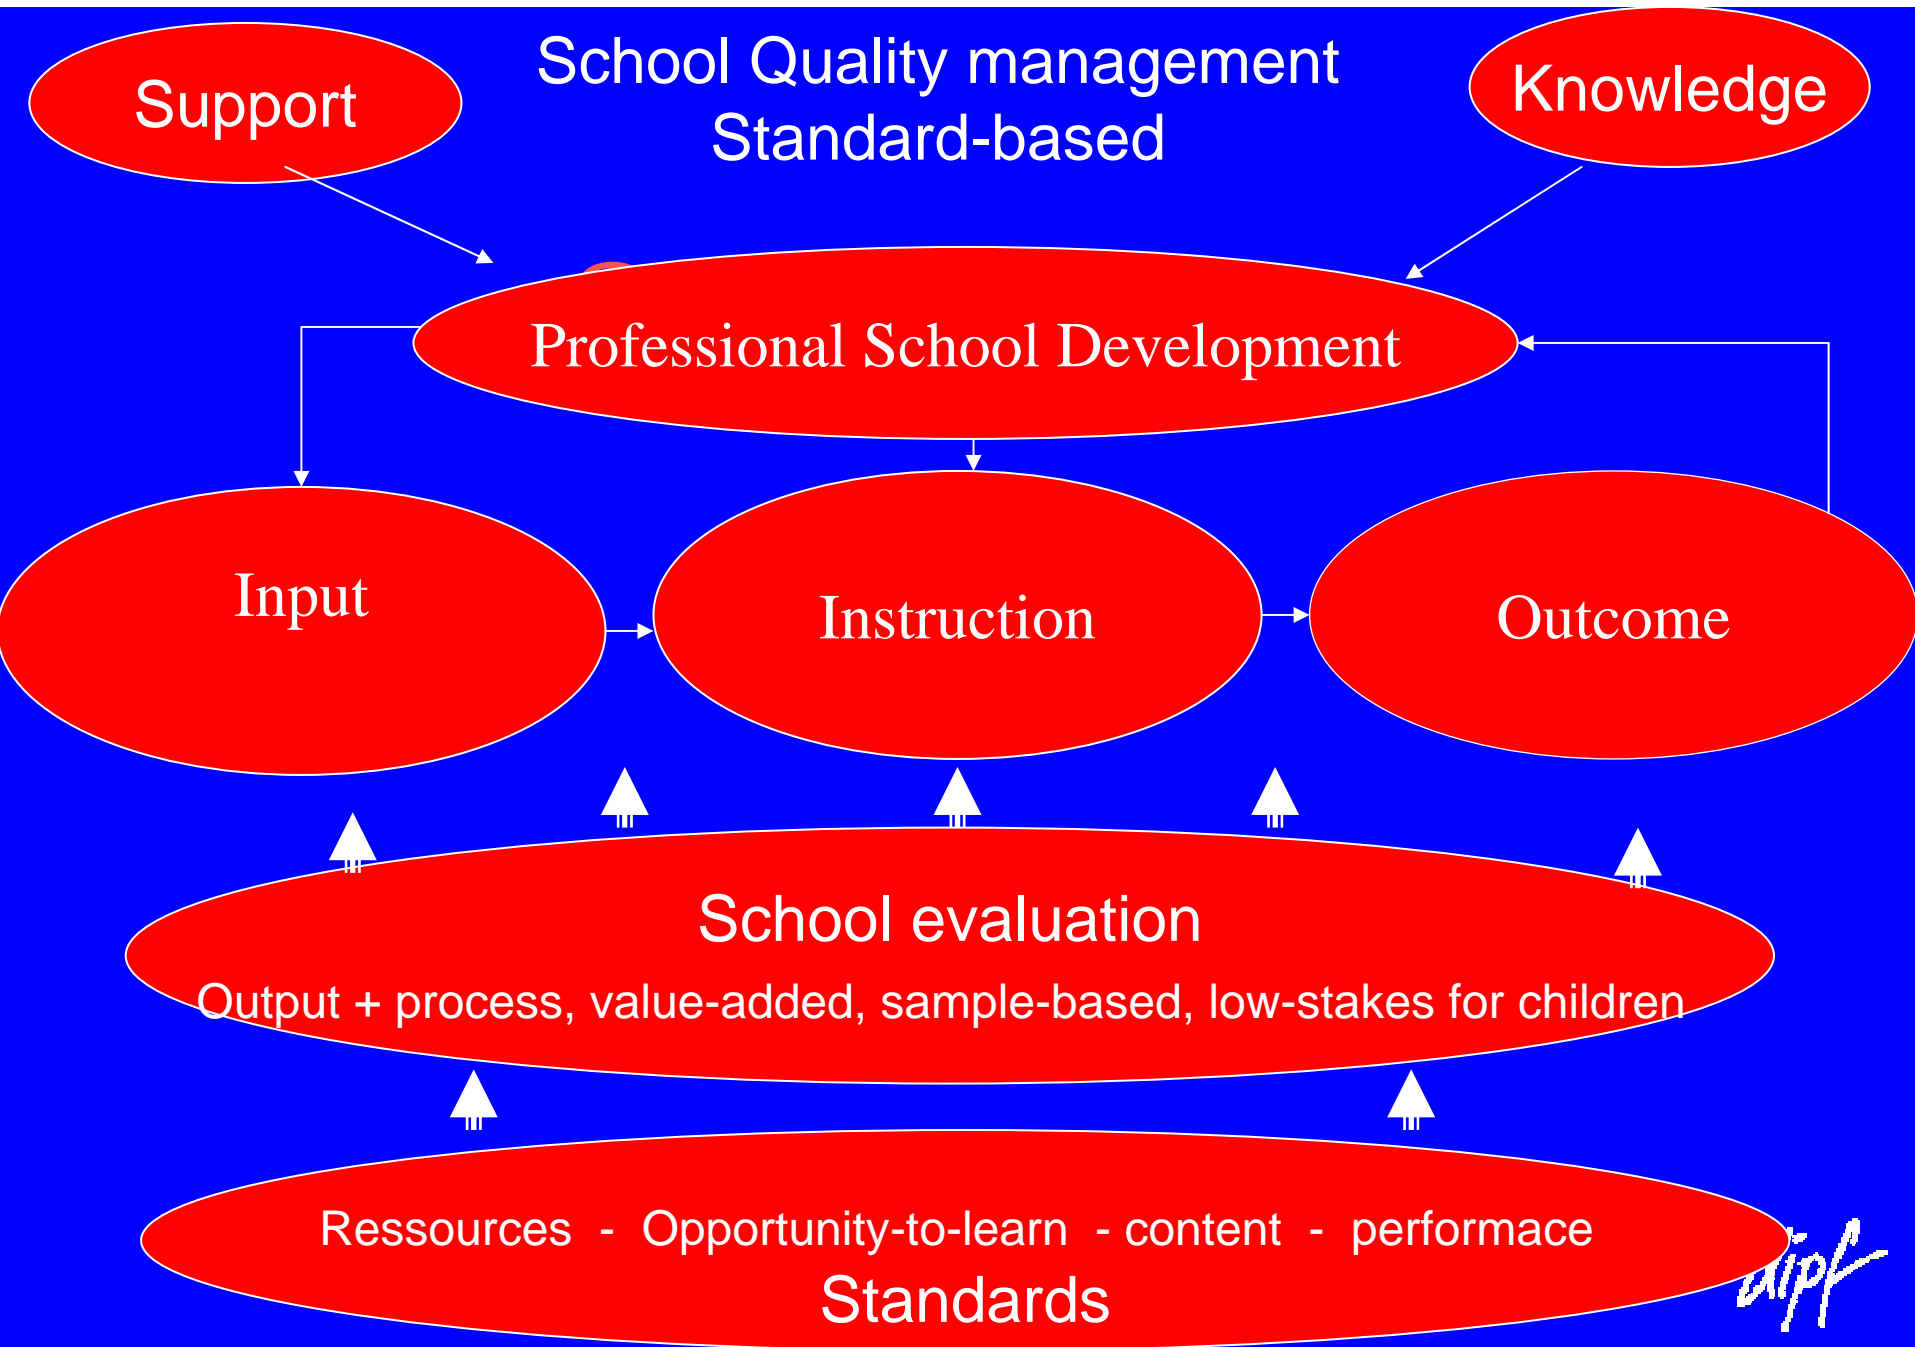 School Quality management
Standard-based
Support
Knowledge
Professional School Development
Input
Instruction
Outcome
School evaluation
Output + process, value-added, sample-based, low-stakes for children
Ressources - Opportunity-to-learn - content - performace
Standards
dipf